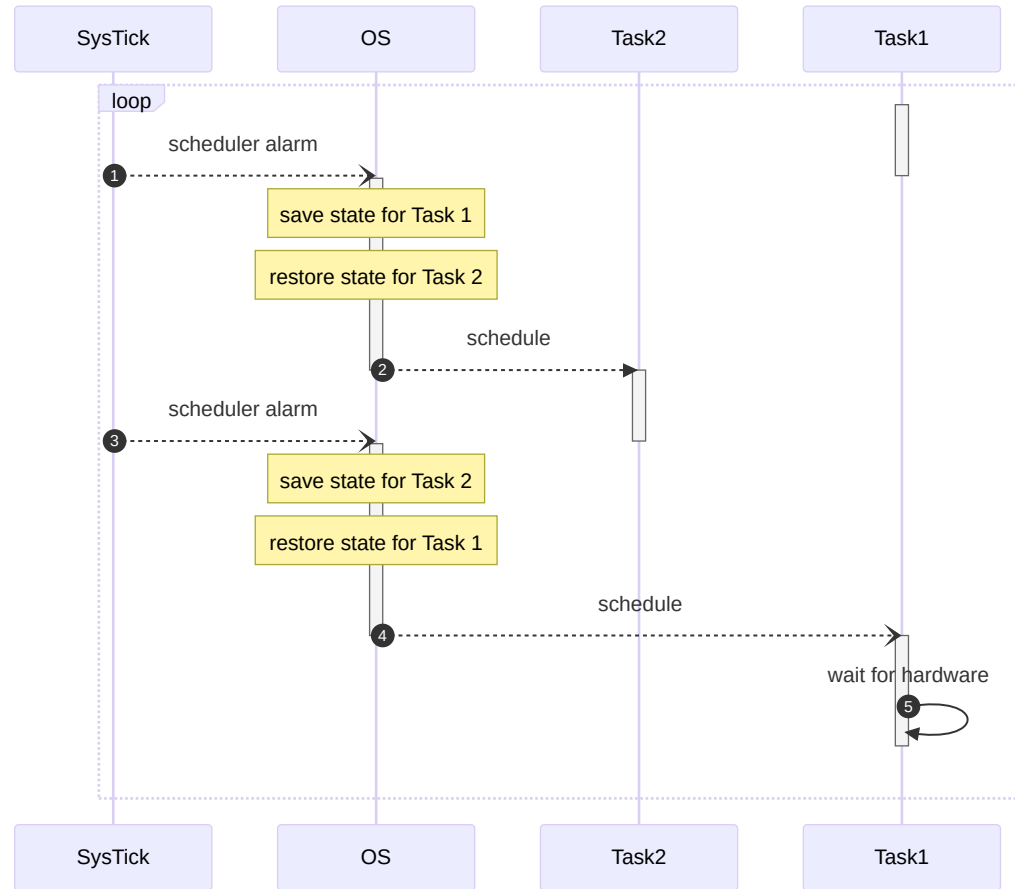 SysTick
OS
Task2
Task1
loop
scheduler alarm
1
save state for Task 1
restore state for Task 2
schedule
2
scheduler alarm
3
save state for Task 2
restore state for Task 1
schedule
4
wait for hardware
5
SysTick
OS
Task2
Task1